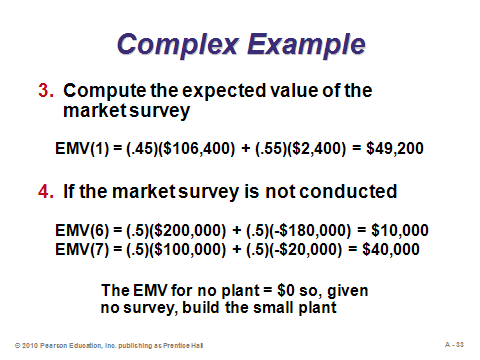 Complex Example
3. Compute the expected value of the
market survey
EMV(1) = (.45)($106,400) + (.55)($2,400) = $49,200
4. If the market survey is not conducted
EMV(6) = (.5)($200,000) + (.5)(-$180,000) = $10,000
EMV(7) = (.5)($100,000) + (.5)(-$20,000) = $40,000
The EMV for no plant = $0 so, given
no survey, build the small plant
© 2010 Pearson Education, Inc. publishing as Prentice Hall
A - 33